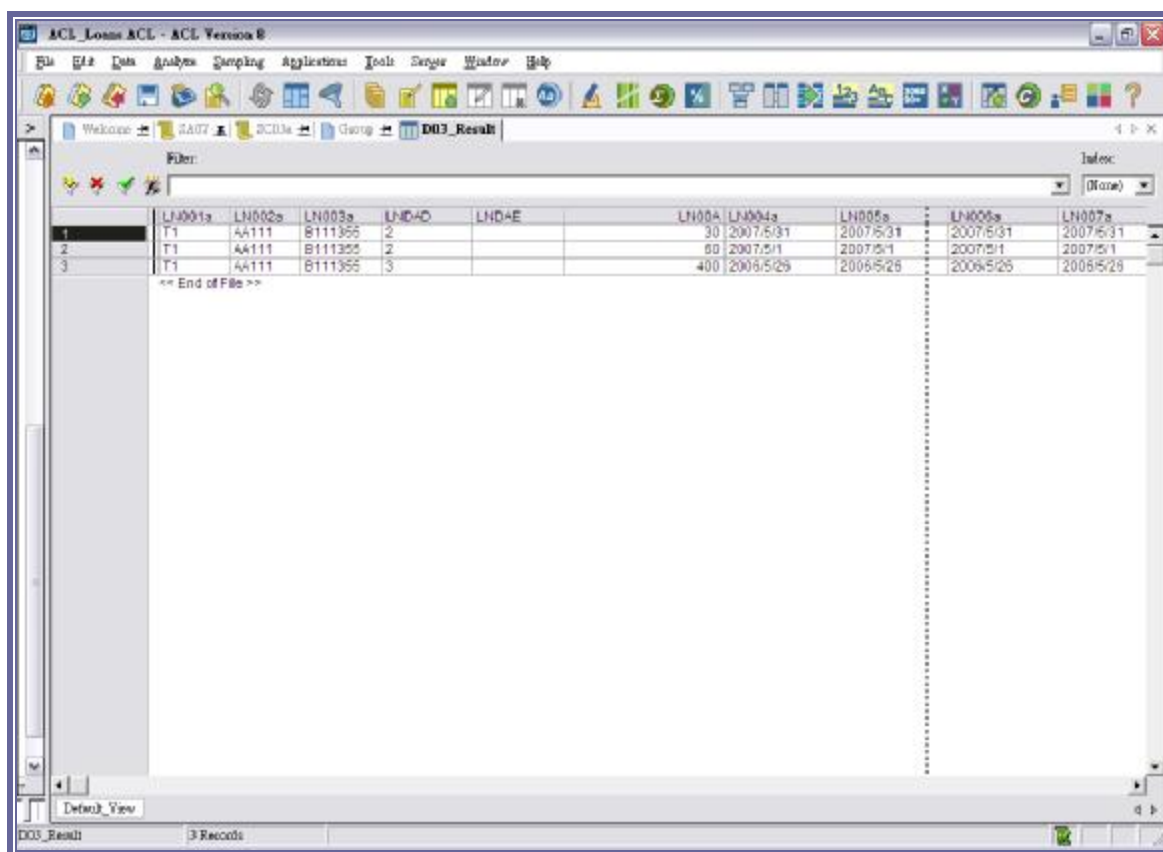 ACL_Loans ACL - ACL Version 8
File Edit Data Analyze Sampling Applications Tools Server Window Help
Welcome SA07 SC03a Group D03_Result
Filter: Index:
(None)
LN001a LN002a LN003a LNDAD LNDAE LN00A LN004a LN005a LN006a LN007a
1 T1 AA111 B111355 2 30 2007/5/31 2007/5/31 2007/5/31 2007/5/31
2 T1 AA111 B111355 2 60 2007/5/1 2007/5/1 2007/5/1 2007/5/1
3 T1 AA111 B111355 3 400 2006/5/26 2006/5/26 2006/5/26 2006/5/26
<< End of File >>
Default_View
D03_Result 3 Records